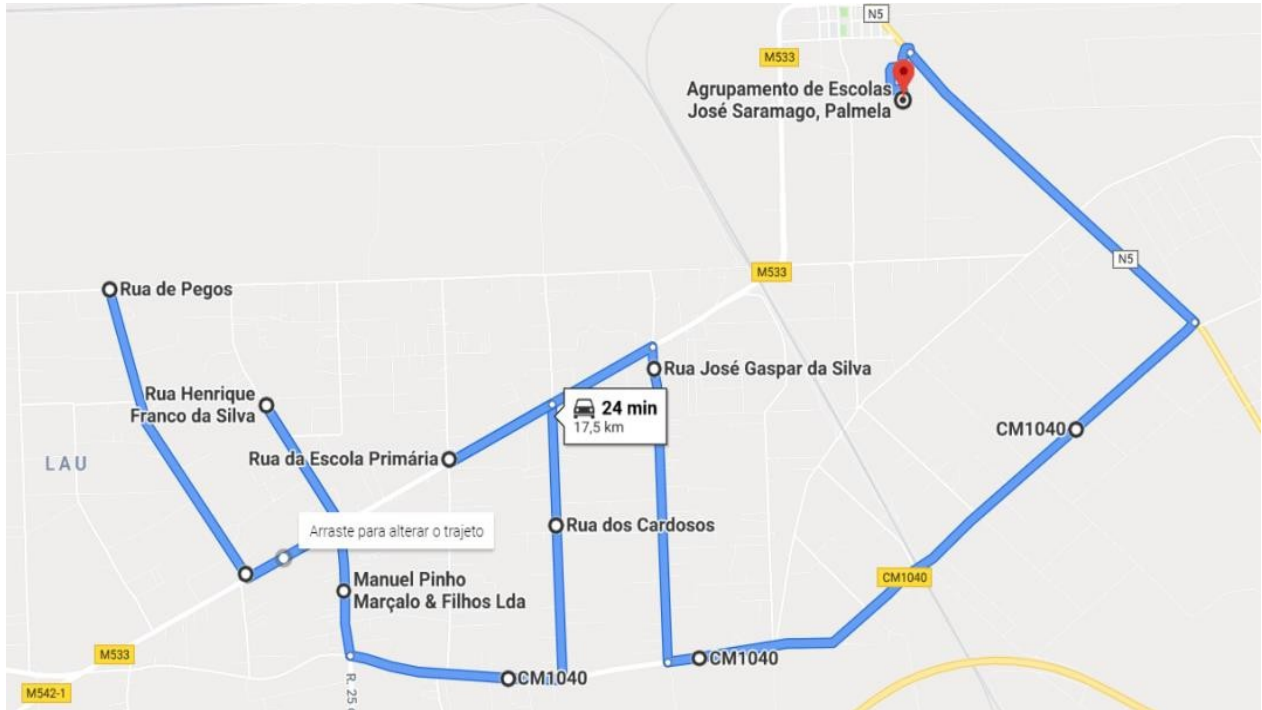 N5
M533
Agrupamento de Escolas
José Saramago, Palmela
N5
M533
Rua de Pegos
Rua José Gaspar da Silva
Rua Henrique
Franco da Silva
24 min
17,5 km
CM1040
Rua da Escola Primária
LAU
Rua dos Cardosos
Arraste para alterar o trajeto
CM1040
Manuel Pinho
Marçalo & Filhos Lda
M533
CM1040
CM1040
R. 25
M542-1